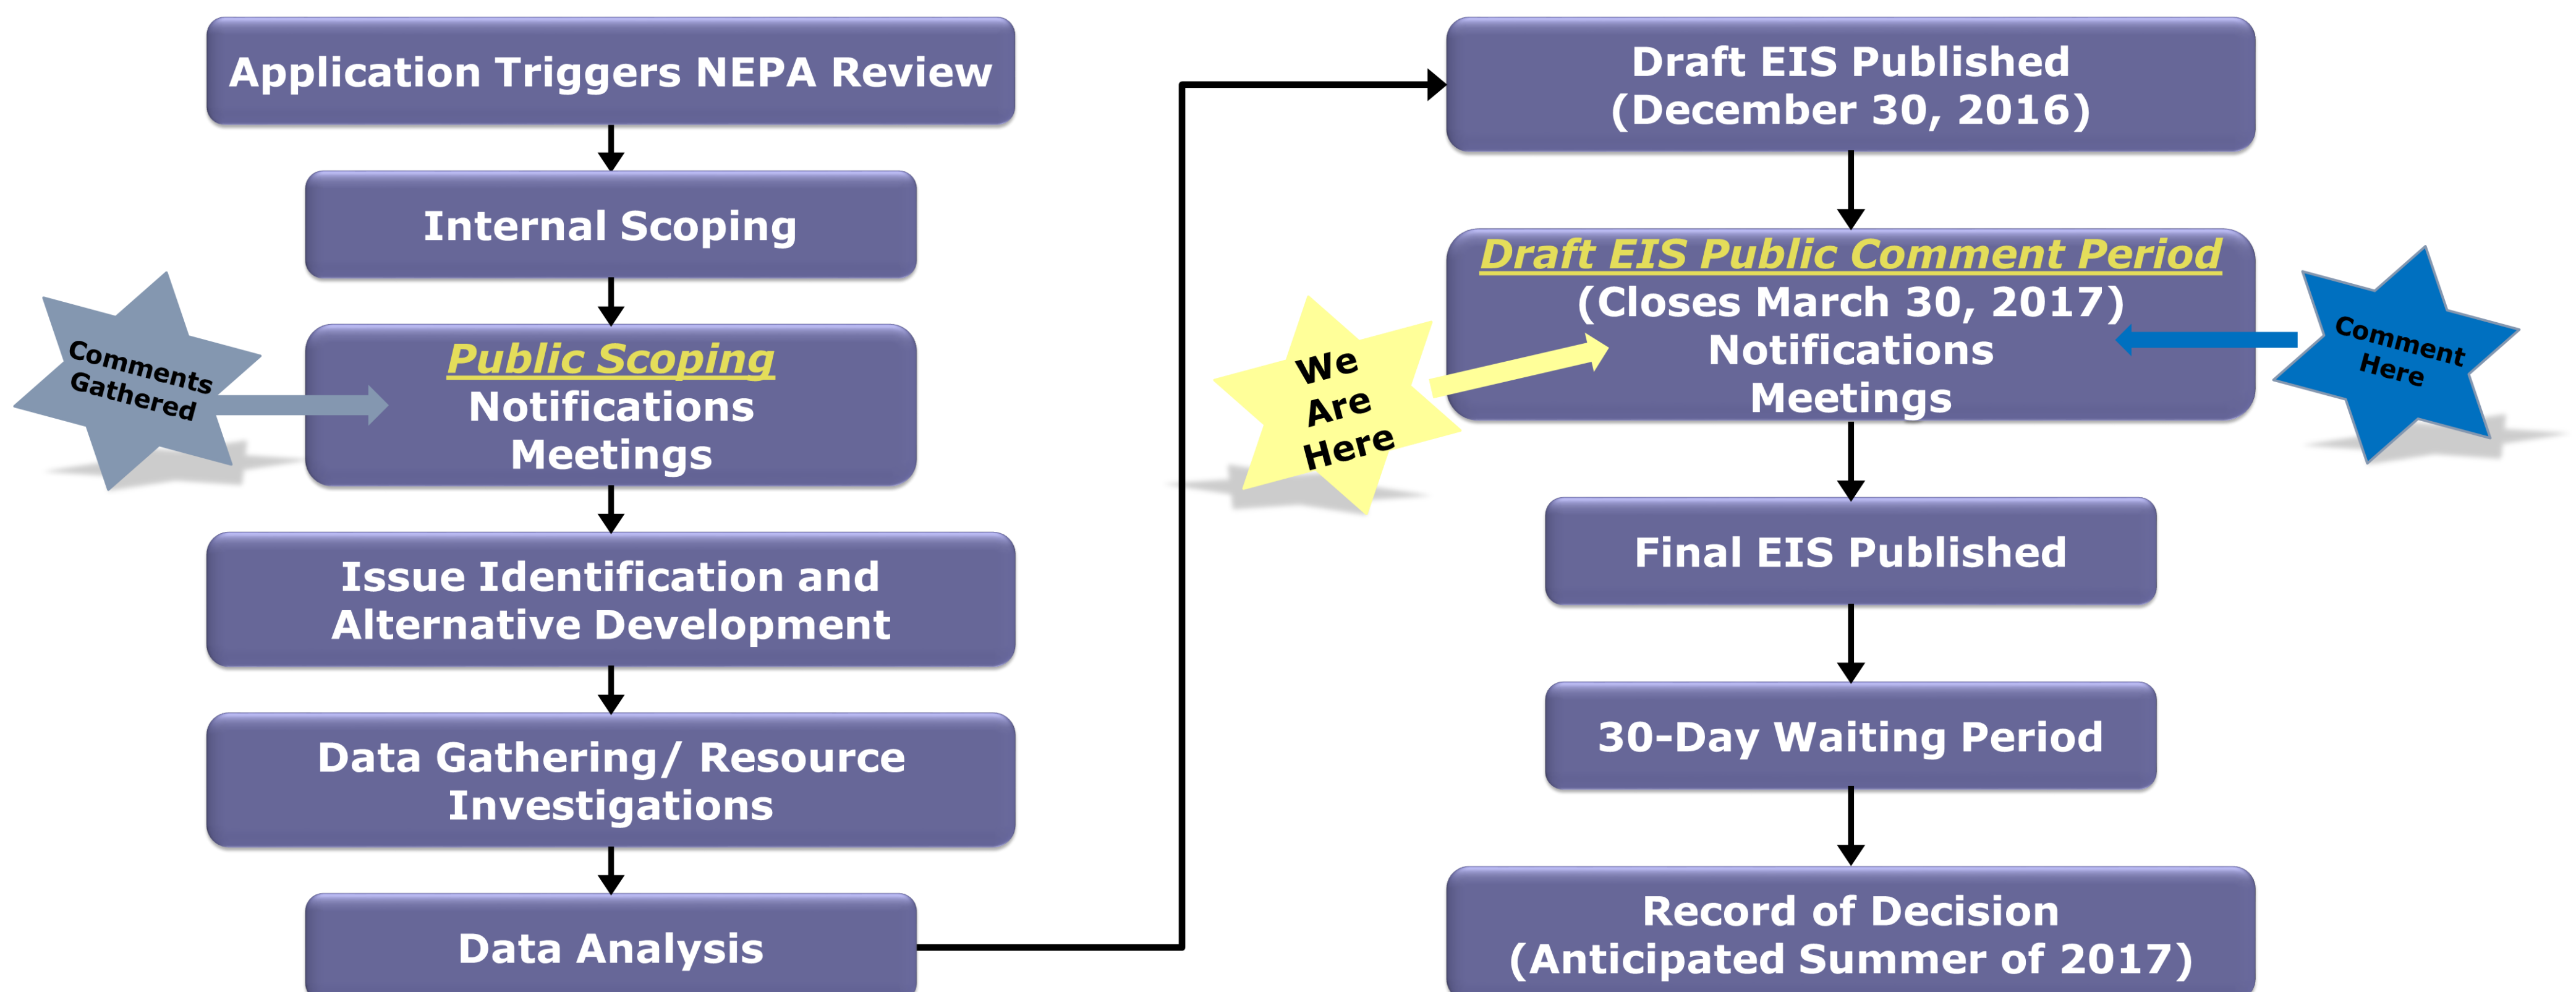 Application Triggers NEPA Review
Internal Scoping
Comments
Gathered
Public Scoping
Notifications
Meetings
Issue Identification and
Alternative Development
Data Gathering/ Resource
Investigations
Data Analysis
Draft EIS Published
(December 30, 2016)
Draft EIS Public Comment Period
(Closes March 30, 2017)
Notifications
Meetings
We
Are
Here
Comment
Here
Final EIS Published
30-Day Waiting Period
Record of Decision
(Anticipated Summer of 2017)